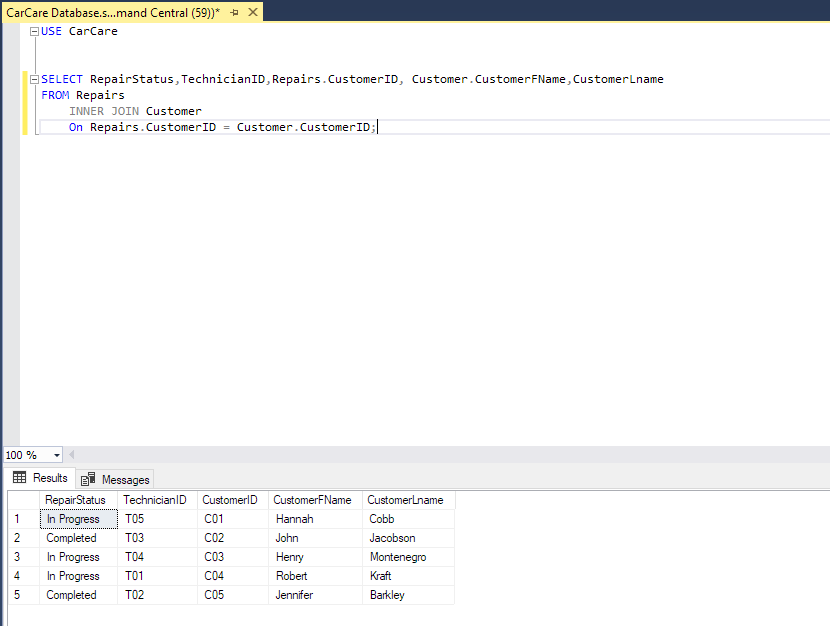 CarCare Database.s...mand Central (59))*
USE CarCare
SELECT RepairStatus,TechnicianID,Repairs.CustomerID, Customer.CustomerFName,CustomerLname
FROM Repairs
INNER JOIN Customer
On Repairs.CustomerID = Customer.CustomerID;
100 %
Results Messages
RepairStatus TechnicianID CustomerID CustomerFName CustomerLname
1 In Progress T05 C01 Hannah Cobb
2 Completed T03 C02 John Jacobson
3 In Progress T04 C03 Henry Montenegro
4 In Progress T01 C04 Robert Kraft
5 Completed T02 C05 Jennifer Barkley